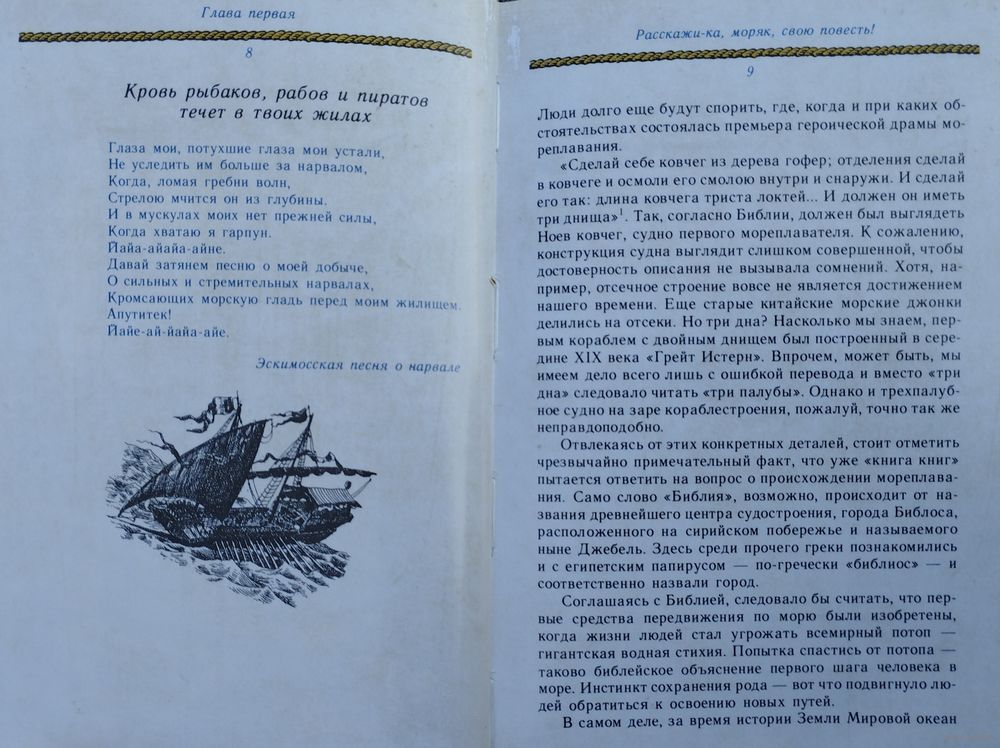 Глава первая
8
Кровь рыбаков, рабов и пиратов
течет в твоих жилах
Глаза мои, потухшие глаза мои устали,
Не уследить им больше за нарвалом,
Когда, ломая гребни волн,
Стрелою мчится он из глубины.
И в мускулах моих нет прежней силы,
Когда хватаю я гарпун.
Йайа-айайа-айне.
Давай затянем песню о моей добыче,
О сильных и стремительных нарвалах,
Кромсающих морскую гладь перед моим жилищем.
Апутитек!
Йайе-ай-йайа-айе.
Эскимосская песня о нарвале
Расскажи-ка, моряк, свою повесть!
9
Люди долго еще будут спорить, где, когда и при каких об-
стоятельствах состоялась премьера героической драмы мо-
реплавания.
«Сделай себе ковчег из дерева гофер; отделения сделай
в ковчеге и осмоли его смолою внутри и снаружи. И сделай
его так: длина ковчега триста локтей... И должен он иметь
три днища»¹. Так, согласно Библии, должен был выглядеть
Ноев ковчег, судно первого мореплавателя. К сожалению,
конструкция судна выглядит слишком совершенной, чтобы
достоверность описания не вызывала сомнений. Хотя, на-
пример, отсечное строение вовсе не является достижением
нашего времени. Еще старые китайские морские джонки
делились на отсеки. Но три дна? Насколько мы знаем, пер-
вым кораблем с двойным днищем был построенный в сере-
дине XIX века «Грейт Истерн». Впрочем, может быть, мы
имеем дело всего лишь с ошибкой перевода и вместо «три
дна» следовало читать «три палубы». Однако и трехпалуб-
ное судно на заре кораблестроения, пожалуй, точно так же
неправдоподобно.
Отвлекаясь от этих конкретных деталей, стоит отметить
чрезвычайно примечательный факт, что уже «книга книг»
пытается ответить на вопрос о происхождении мореплава-
ния. Само слово «Библия», возможно, происходит от на-
звания древнейшего центра судостроения, города Библоса,
расположенного на сирийском побережье и называемого
ныне Джебель. Здесь среди прочего греки познакомились
и с египетским папирусом — по-гречески «библиос» — и
соответственно назвали город.
Соглашаясь с Библией, следовало бы считать, что пер-
вые средства передвижения по морю были изобретены,
когда жизни людей стал угрожать всемирный потоп —
гигантская водная стихия. Попытка спастись от потопа —
таково библейское объяснение первого шага человека в
море. Инстинкт сохранения рода — вот что подвигнуло лю-
дей обратиться к освоению новых путей.
В самом деле, за время истории Земли Мировой океан